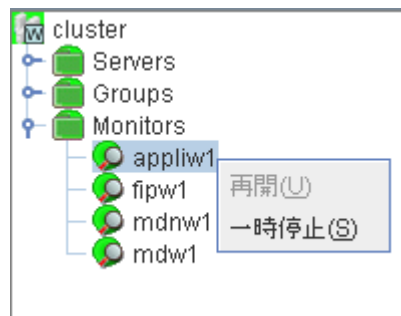 cluster
Servers
Groups
Monitors
appliw1
fipw1
mdnw1
mdw1
再開(U)
一時停止(S)